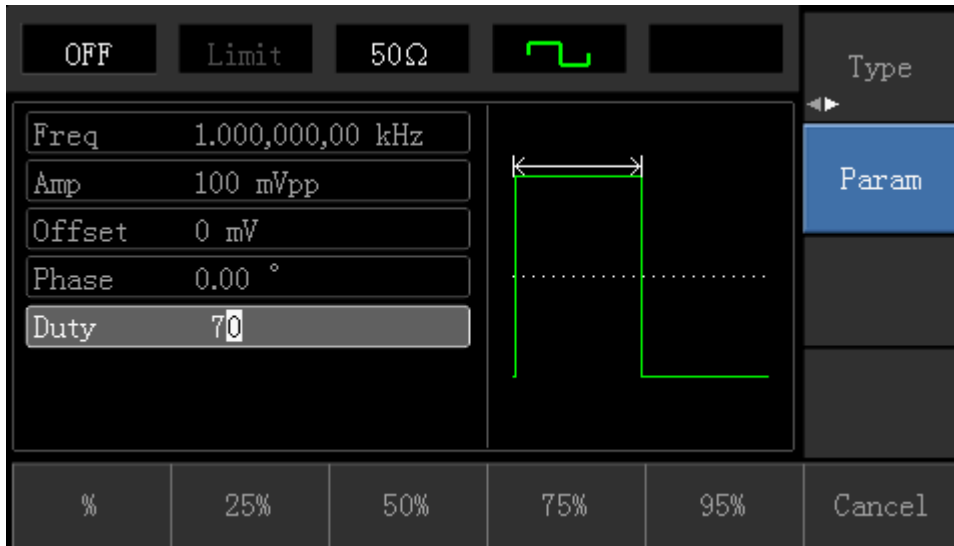 OFF Limit 50Ω
Type
Freq 1.000,000,00 kHz
Amp 100 mVpp
Param
Offset 0 mV
Phase 0.00 °
Duty 70
% 25% 50% 75% 95% Cancel